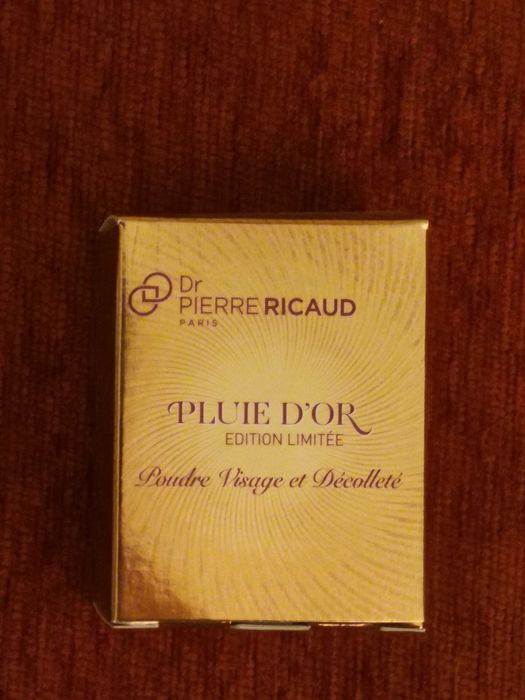 Dr
PIERRE RICAUD
PARIS
PLUIE D'OR
EDITION LIMITÉE
Poudre Visage et Décolleté